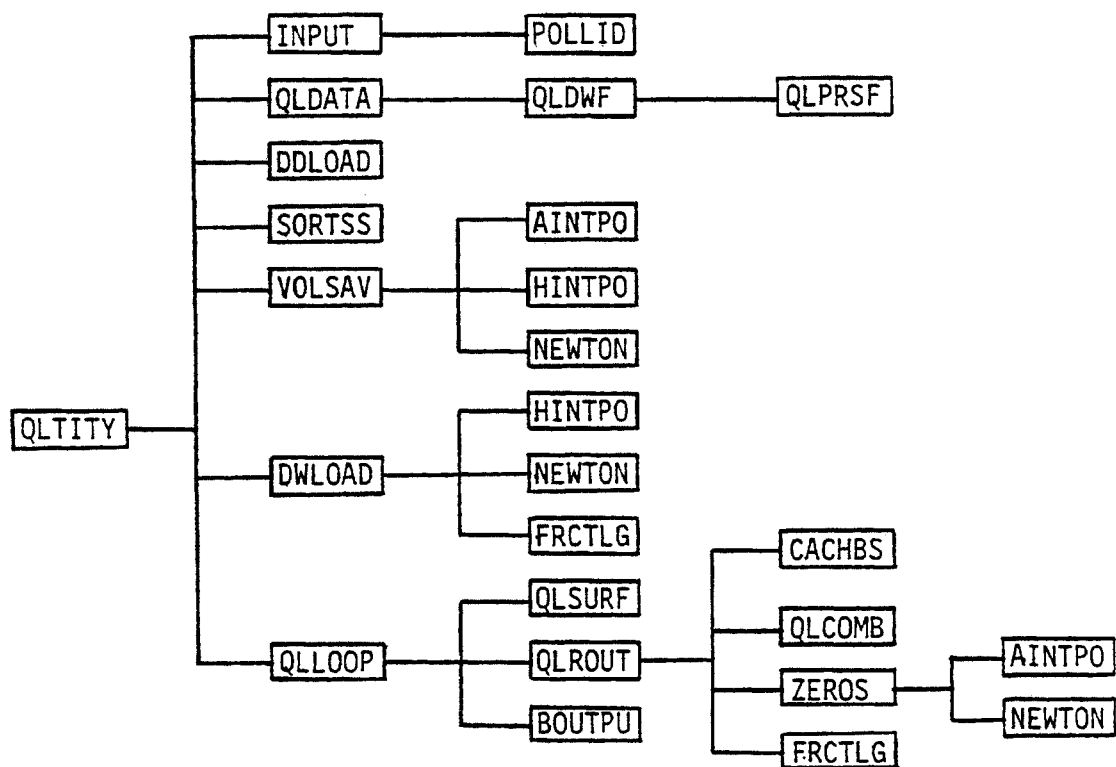 INPUT
POLLID
QLDATA
QLDWF
QLPRSF
DDLOAD
SORTSS
AINTPO
VOLSAV
HINTPO
NEWTON
QLTITY
HINTPO
DWLOAD
NEWTON
FRCTLG
CACHBS
QLSURF
QLCOMB
QLLOOP
QLROUT
AINTPO
ZEROS
NEWTON
BOUTPU
FRCTLG